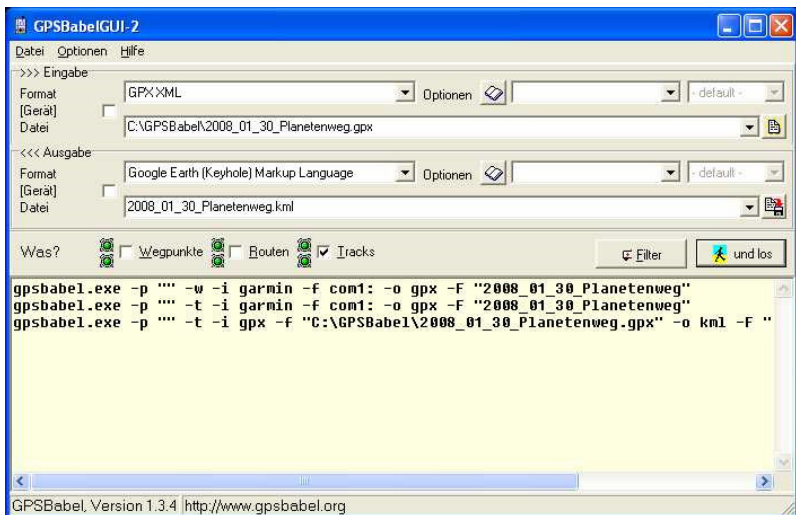 GPSBabelGUI-2
Datei Optionen Hilfe
>>> Eingabe
Format GPX XML Optionen - default -
[Gerät]
Datei C:\GPSBabel\2008_01_30_Planetenweg.gpx
<<< Ausgabe
Format Google Earth (Keyhole) Markup Language Optionen - default -
[Gerät]
Datei 2008_01_30_Planetenweg.kml
Was? Wegpunkte Routen Tracks Filter und los
gpsbabel.exe -p "" -w -i garmin -f com1: -o gpx -F "2008_01_30_Planetenweg"
gpsbabel.exe -p "" -t -i garmin -f com1: -o gpx -F "2008_01_30_Planetenweg"
gpsbabel.exe -p "" -t -i gpx -f "C:\GPSBabel\2008_01_30_Planetenweg.gpx" -o kml -F "
GPSBabel, Version 1.3.4 http://www.gpsbabel.org